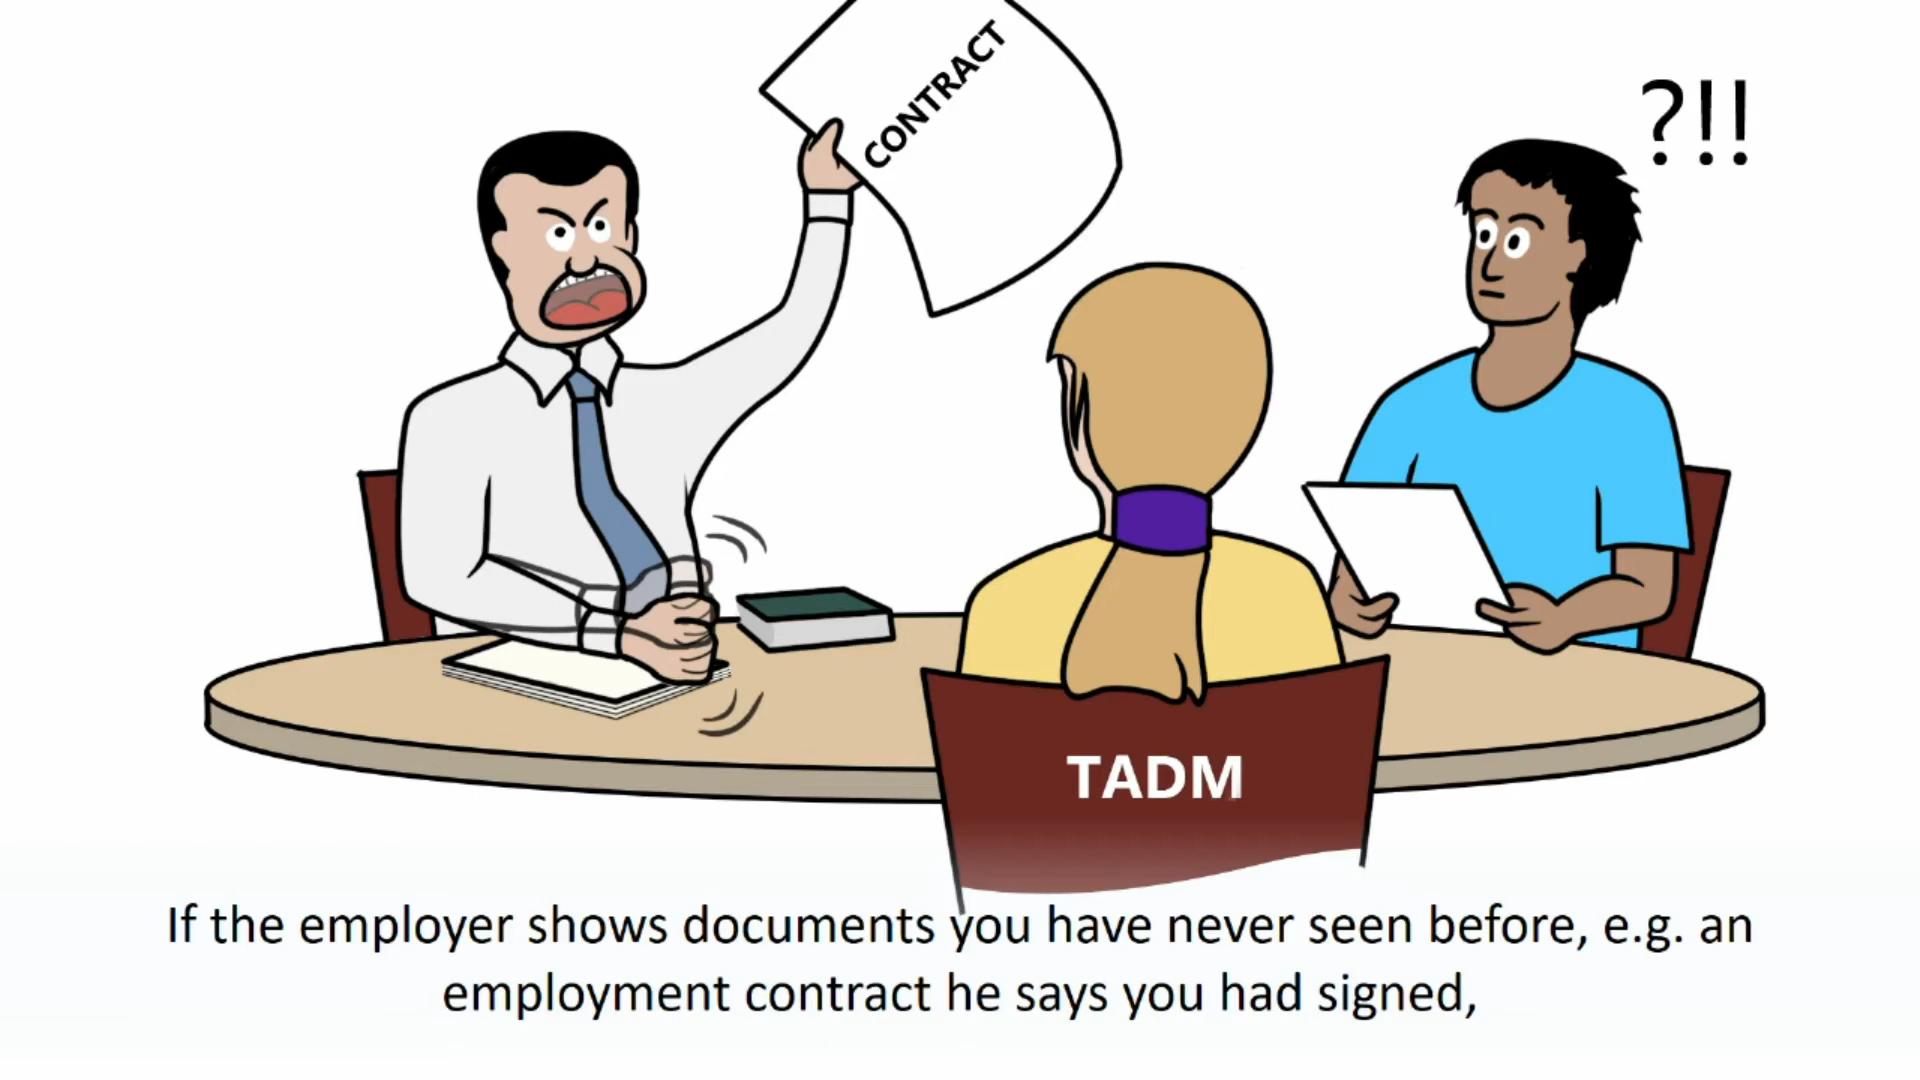 CONTRACT
?!!
TADM
If the employer shows documents you have never seen before, e.g. an
employment contract he says you had signed,